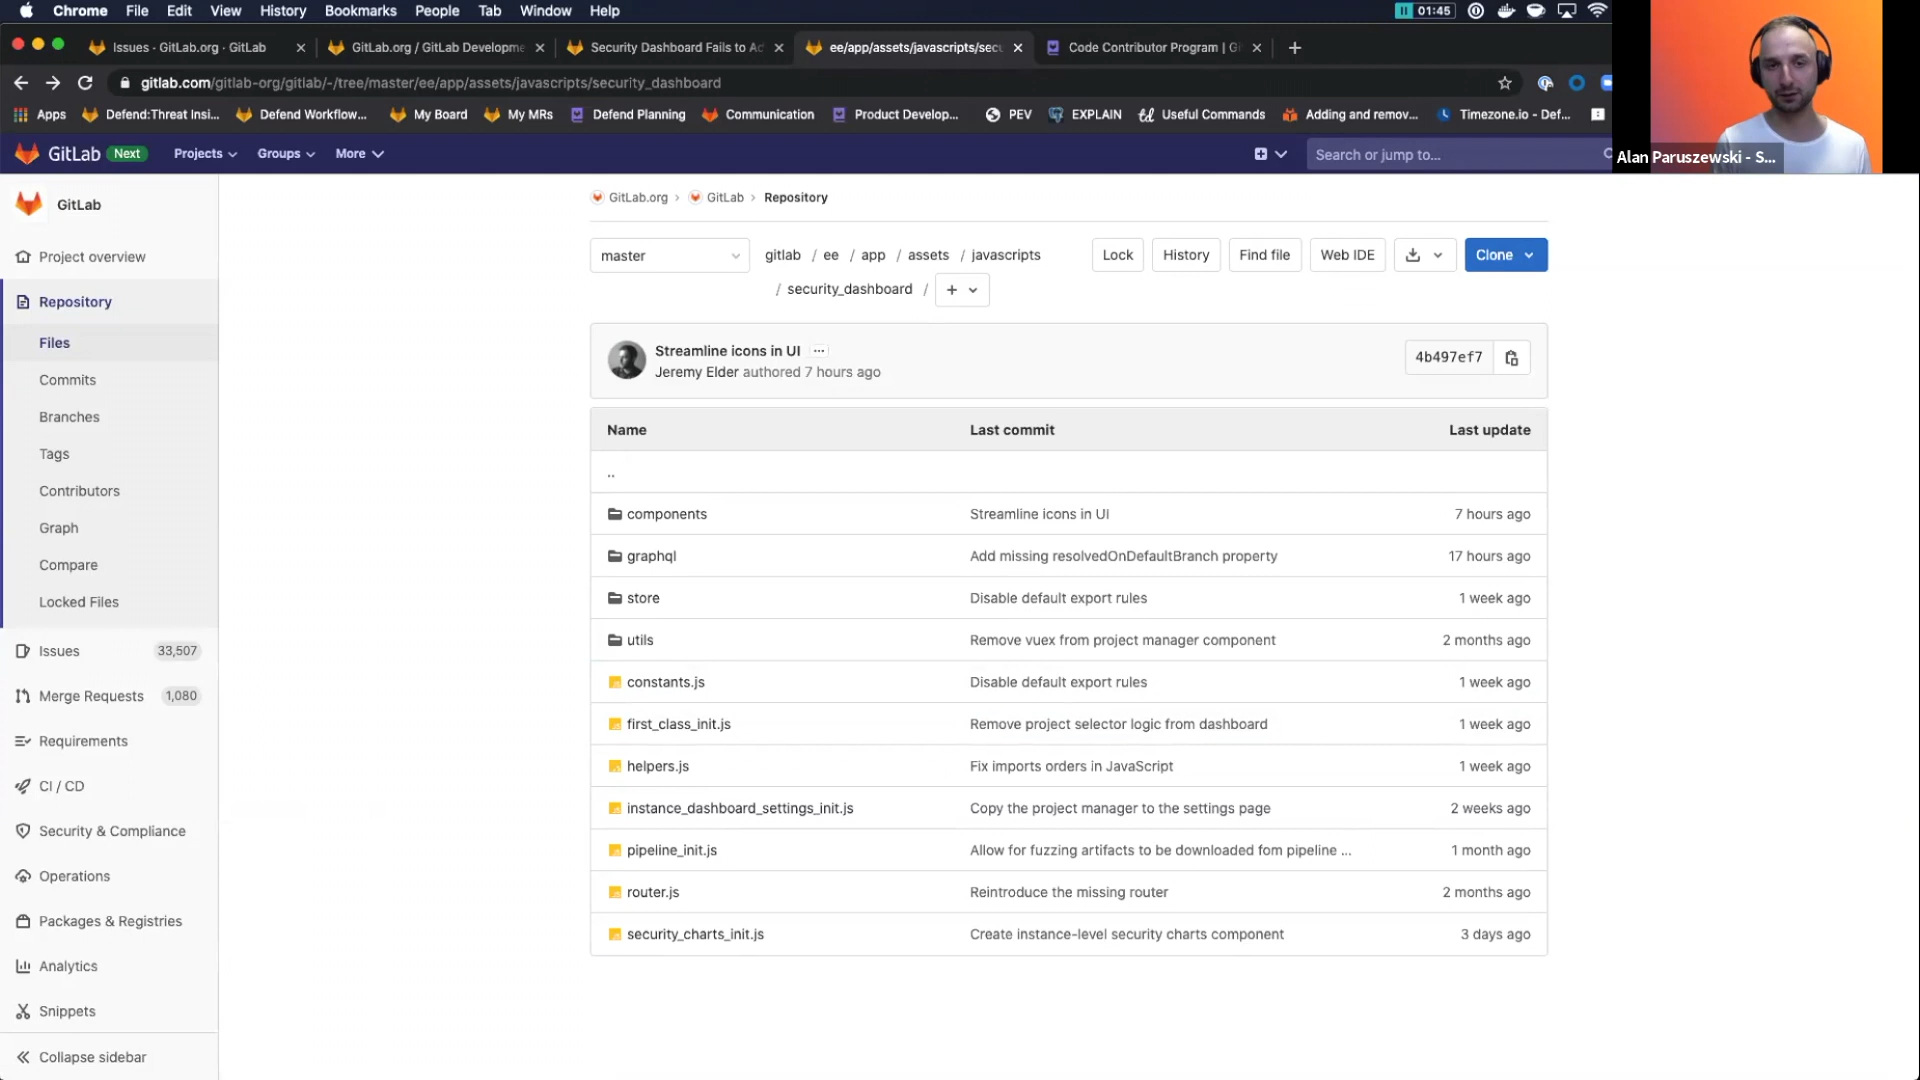 Chrome File Edit View History Bookmarks People Tab Window Help 01:45
Issues · GitLab.org · GitLab
GitLab.org / GitLab Developme
Security Dashboard Fails to Ac
ee/app/assets/javascripts/secu
Code Contributor Program | Gi
gitlab.com/gitlab-org/gitlab/-/tree/master/ee/app/assets/javascripts/security_dashboard
Apps Defend:Threat Insi... Defend Workflow... My Board My MRs Defend Planning Communication Product Develop... PEV EXPLAIN Useful Commands Adding and remov... Timezone.io - Def...
GitLab Next Projects Groups More Search or jump to...
Alan Paruszewski - S...
GitLab
Project overview
Repository
Files
Commits
Branches
Tags
Contributors
Graph
Compare
Locked Files
Issues 33,507
Merge Requests 1,080
Requirements
CI / CD
Security & Compliance
Operations
Packages & Registries
Analytics
Snippets
Collapse sidebar
GitLab.org › GitLab › Repository
master gitlab / ee / app / assets / javascripts
/ security_dashboard / +
Lock History Find file Web IDE Clone
Streamline icons in UI ...
Jeremy Elder authored 7 hours ago
4b497ef7
Name Last commit Last update
..
components Streamline icons in UI 7 hours ago
graphql Add missing resolvedOnDefaultBranch property 17 hours ago
store Disable default export rules 1 week ago
utils Remove vuex from project manager component 2 months ago
constants.js Disable default export rules 1 week ago
first_class_init.js Remove project selector logic from dashboard 1 week ago
helpers.js Fix imports orders in JavaScript 1 week ago
instance_dashboard_settings_init.js Copy the project manager to the settings page 2 weeks ago
pipeline_init.js Allow for fuzzing artifacts to be downloaded fom pipeline ... 1 month ago
router.js Reintroduce the missing router 2 months ago
security_charts_init.js Create instance-level security charts component 3 days ago